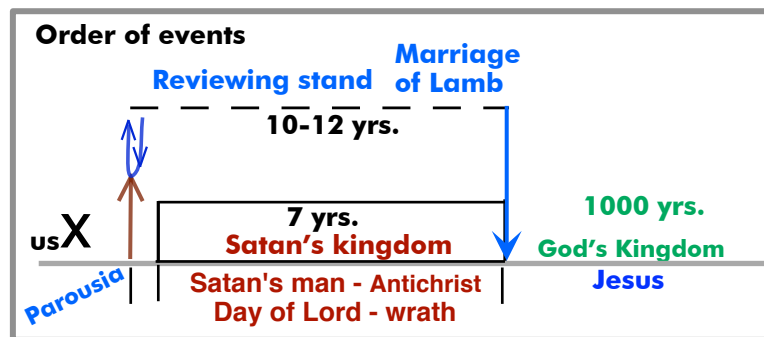 Order of events
Marriage
of Lamb
Reviewing stand
10-12 yrs.
7 yrs.
Satan's kingdom
usX
1000 yrs.
God's Kingdom
Jesus
Parousia
Satan's man - Antichrist
Day of Lord - wrath